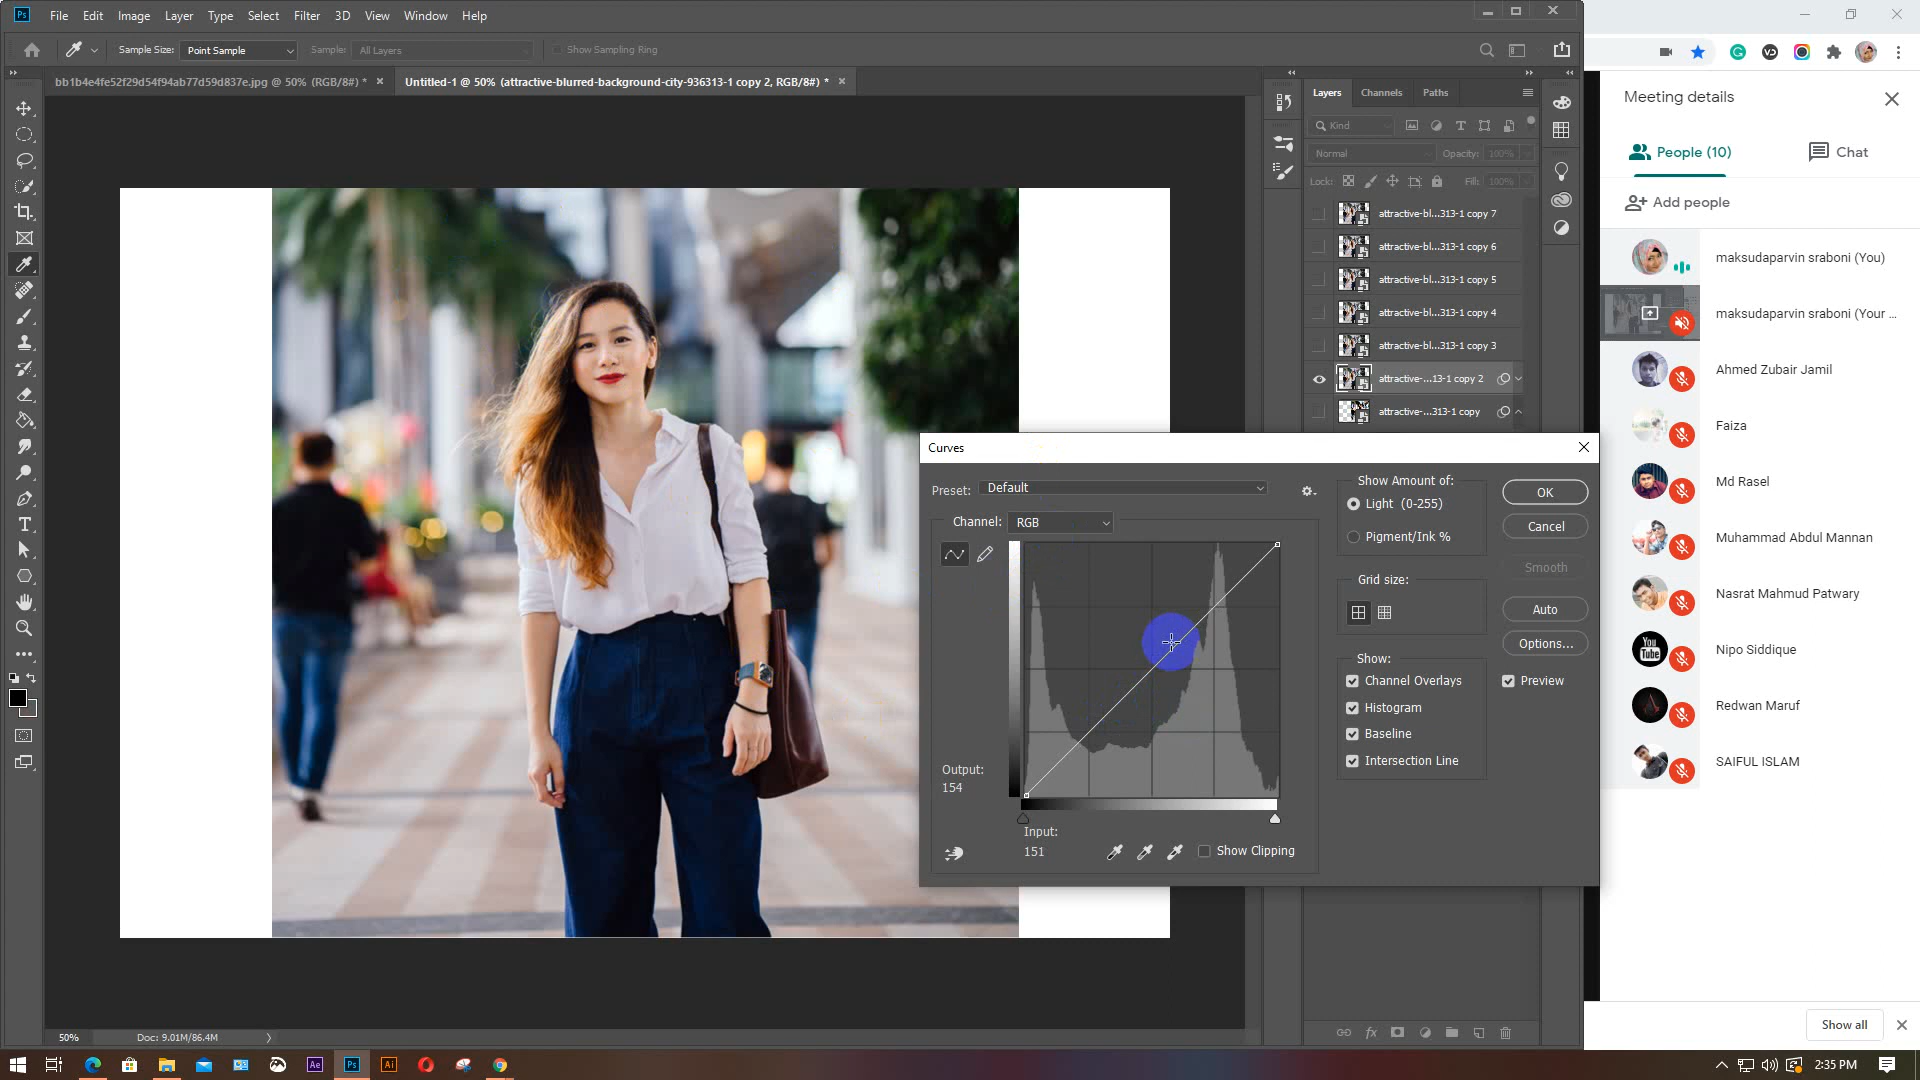 Ps File Edit Image Layer Type Select Filter 3D View Window Help
Sample Size: Point Sample Sample: All Layers Show Sampling Ring
bb1b4e4fe52f29d54f94ab77d59d837e.jpg @ 50% (RGB/8#) * Untitled-1 @ 50% (attractive-blurred-background-city-936313-1 copy 2, RGB/8#) *
Layers Channels Paths
Kind
Normal Opacity: 100%
Lock: Fill: 100%
attractive-bl...313-1 copy 7
attractive-bl...313-1 copy 6
attractive-bl...313-1 copy 5
attractive-bl...313-1 copy 4
attractive-bl...313-1 copy 3
attractive-...13-1 copy 2
attractive-...313-1 copy
Curves
Preset: Default
Channel: RGB
Output:
154
Input:
151
Show Clipping
Show Amount of:
Light (0-255)
Pigment/Ink %
Grid size:
Show:
Channel Overlays
Histogram
Baseline
Intersection Line
OK
Cancel
Smooth
Auto
Options...
Preview
50% Doc: 9.01M/86.4M
Meeting details
People (10) Chat
Add people
maksudaparvin sraboni (You)
maksudaparvin sraboni (Your ...
Ahmed Zubair Jamil
Faiza
Md Rasel
Muhammad Abdul Mannan
Nasrat Mahmud Patwary
You
Tube
Nipo Siddique
Redwan Maruf
SAIFUL ISLAM
Show all
Ae Ps Ai
2:35 PM